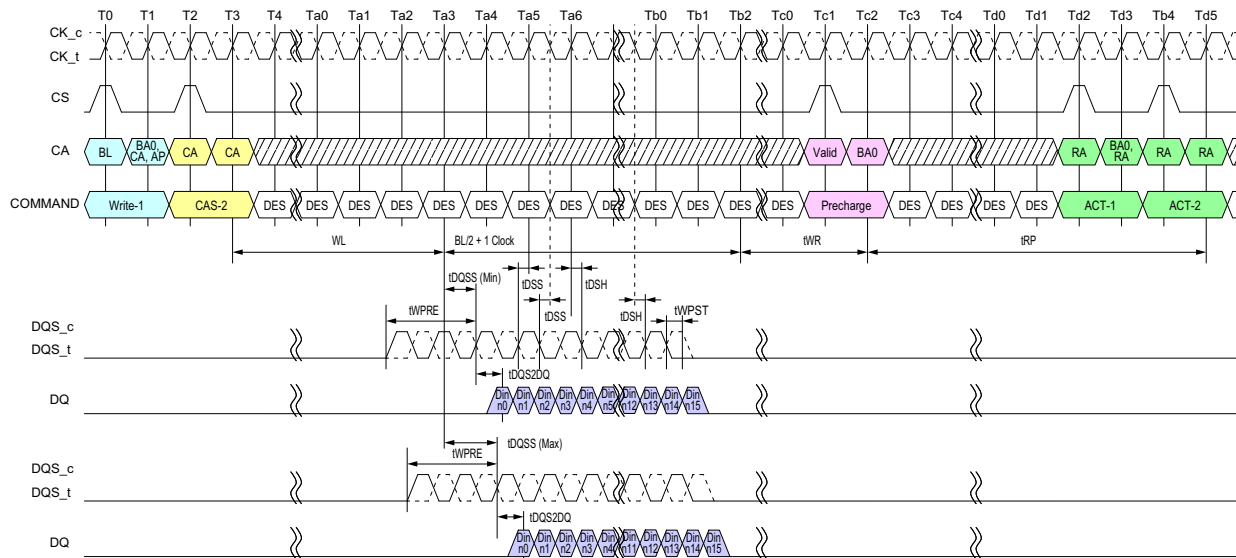 T0 T1 T2 T3 T4 Ta0 Ta1 Ta2 Ta3 Ta4 Ta5 Ta6 Tb0 Tb1 Tb2 Tc0 Tc1 Tc2 Tc3 Tc4 Td0 Td1 Td2 Td3 Tb4 Td5
CK_c
CK_t
CS
CA
BL
BA0,
CA, AP
CA
CA
Valid
BA0
RA
BA0,
RA
RA
RA
COMMAND
Write-1 CAS-2 DES DES DES DES DES DES DES DES DES DES DES DES DES Precharge DES DES DES DES ACT-1 ACT-2
WL BL/2 + 1 Clock tWR tRP
tDQSS (Min)
tDSS
tDSH
tWPRE
tDSS
tDSH
tWPST
DQS_c
DQS_t
tDQS2DQ
DQ
Din Din Din Din Din Din Din Din Din Din
n0 n1 n2 n3 n4 n5 n12 n13 n14 n15
tDQSS (Max)
tWPRE
DQS_c
DQS_t
tDQS2DQ
DQ
Din Din Din Din Din Din Din Din Din Din
n0 n1 n2 n3 n4 n11 n12 n13 n14 n15